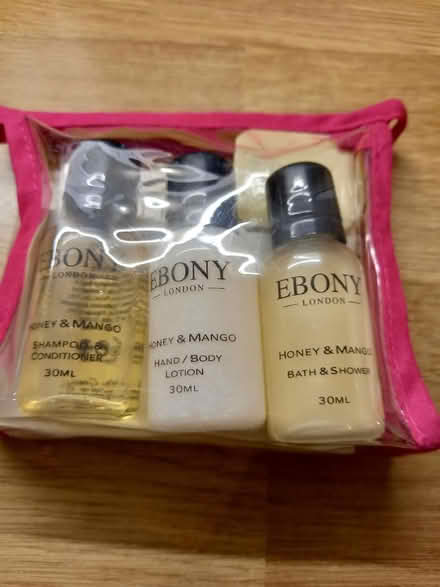 EBONY
LONDON
HONEY & MANGO
SHAMPOO &
CONDITIONER
30ML
EBONY
LONDON
HONEY & MANGO
HAND / BODY
LOTION
30ML
EBONY
LONDON
HONEY & MANGO
BATH & SHOWER
30ML